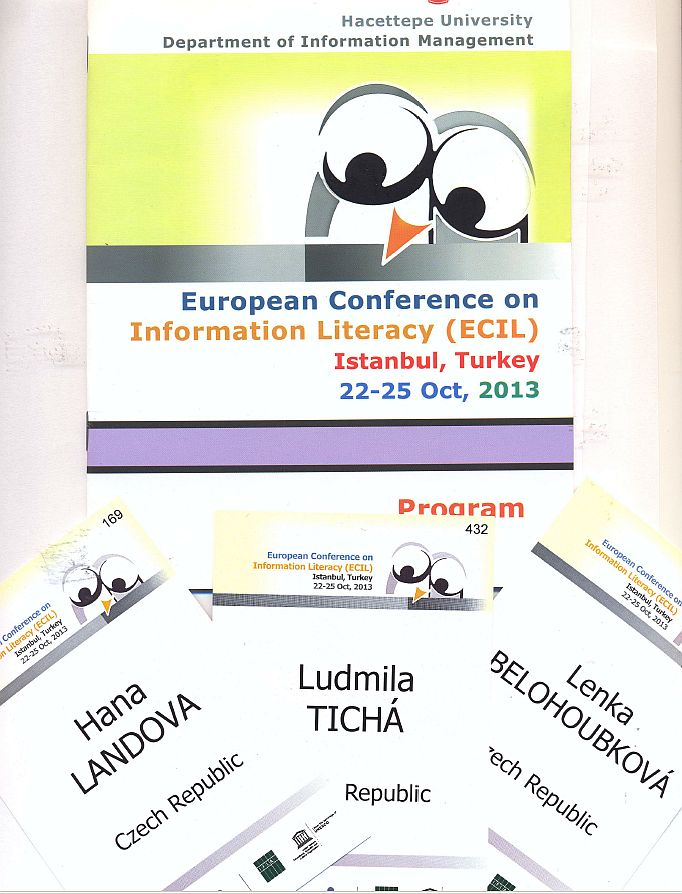 Hacettepe University
Department of Information Management
European Conference on
Information Literacy (ECIL)
Istanbul, Turkey
22-25 Oct, 2013
Program
169
Conference on
Literacy (ECIL)
Istanbul, Turkey
22-25 Oct, 2013
Hana
LANDOVA
Czech Republic
432
European Conference on
Information Literacy (ECIL)
Istanbul, Turkey
22-25 Oct, 2013
Ludmila
TICHÁ
Republic
European Conference on
Information Literacy (ECIL)
Istanbul, Turkey
22-25 Oct, 2013
Lenka
BELOHOUBKOVÁ
ech Republic